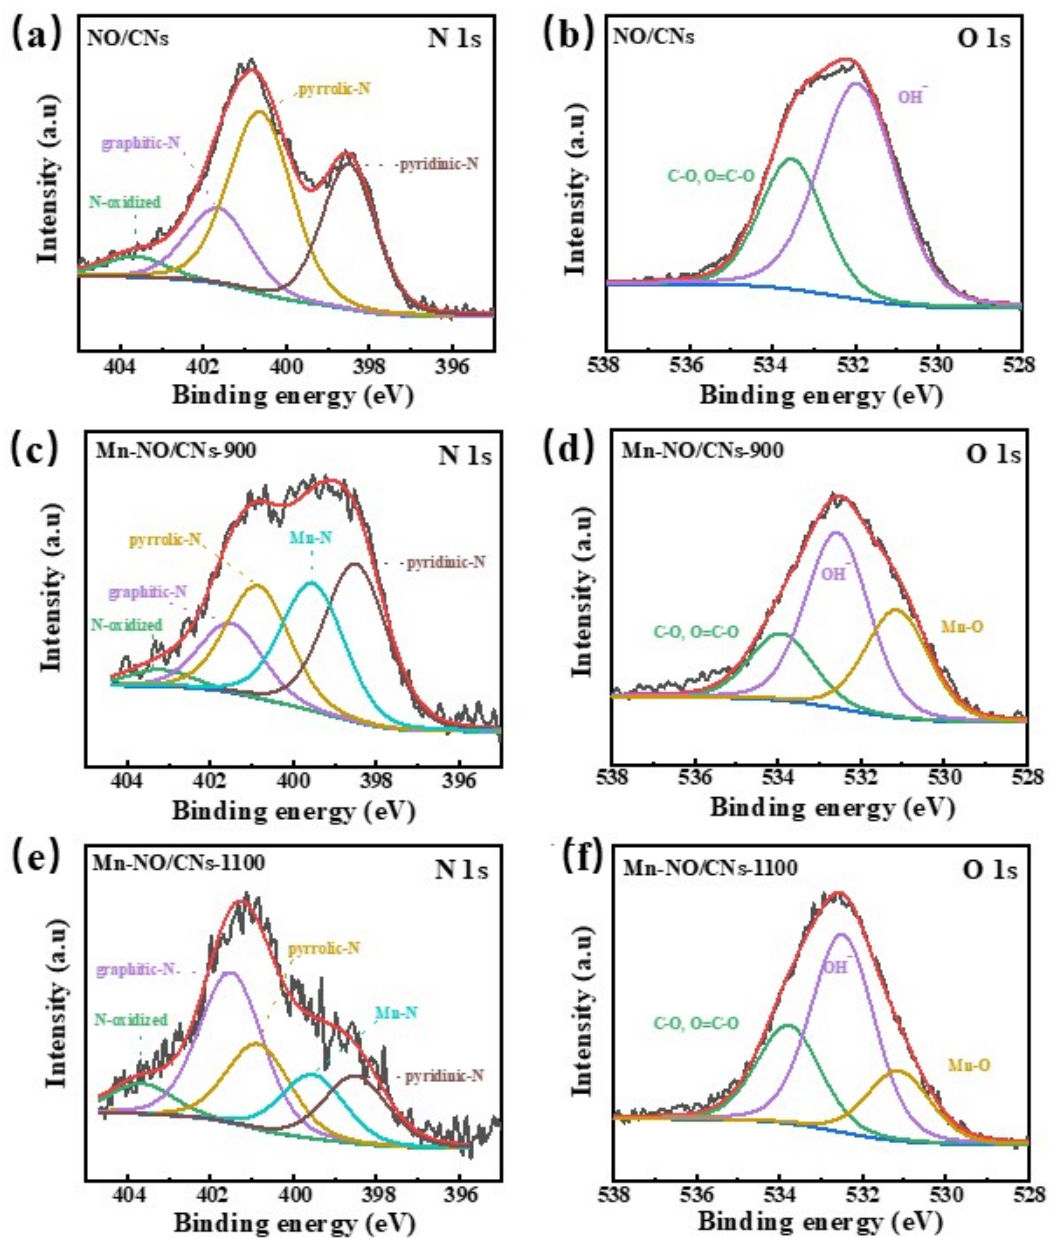 (a)
NO/CNs
N 1s
pyrrolic-N
graphitic-N
pyridinic-N
N-oxidized
Intensity (a.u)
404 402 400 398 396
Binding energy (eV)
(b)
NO/CNs
O 1s
OH⁻
C-O, O=C-O
Intensity (a.u)
538 536 534 532 530 528
Binding energy (eV)
(c)
Mn-NO/CNs-900
N 1s
pyrrolic-N
Mn-N
pyridinic-N
graphitic-N
N-oxidized
Intensity (a.u)
404 402 400 398 396
Binding energy (eV)
(d)
Mn-NO/CNs-900
O 1s
OH⁻
C-O, O=C-O
Mn-O
Intensity (a.u)
538 536 534 531 530 528
Binding energy (eV)
(e)
Mn-NO/CNs-1100
N 1s
pyrrolic-N
graphitic-N
Mn-N
N-oxidized
pyridinic-N
Intensity (a.u)
404 402 400 398 396
Binding energy (eV)
(f)
Mn-NO/CNs-1100
O 1s
OH⁻
C-O, O=C-O
Mn-O
Intensity (a.u)
538 536 534 531 530 528
Binding energy (eV)